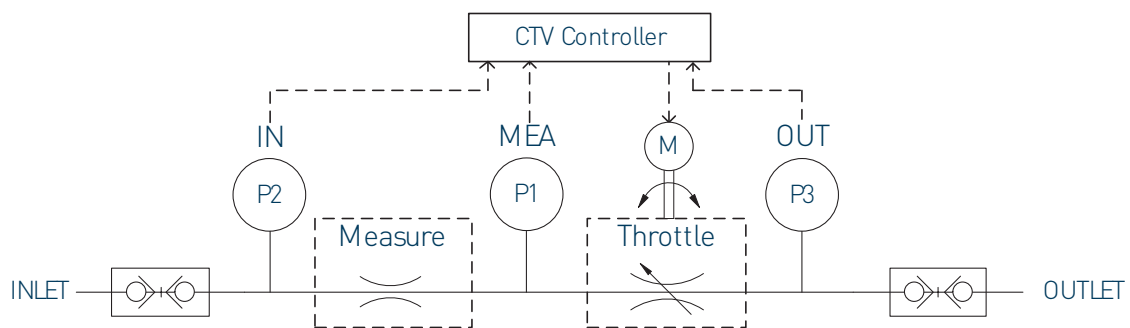 CTV Controller
IN
MEA
M
OUT
P2
P1
P3
Measure
Throttle
INLET
OUTLET